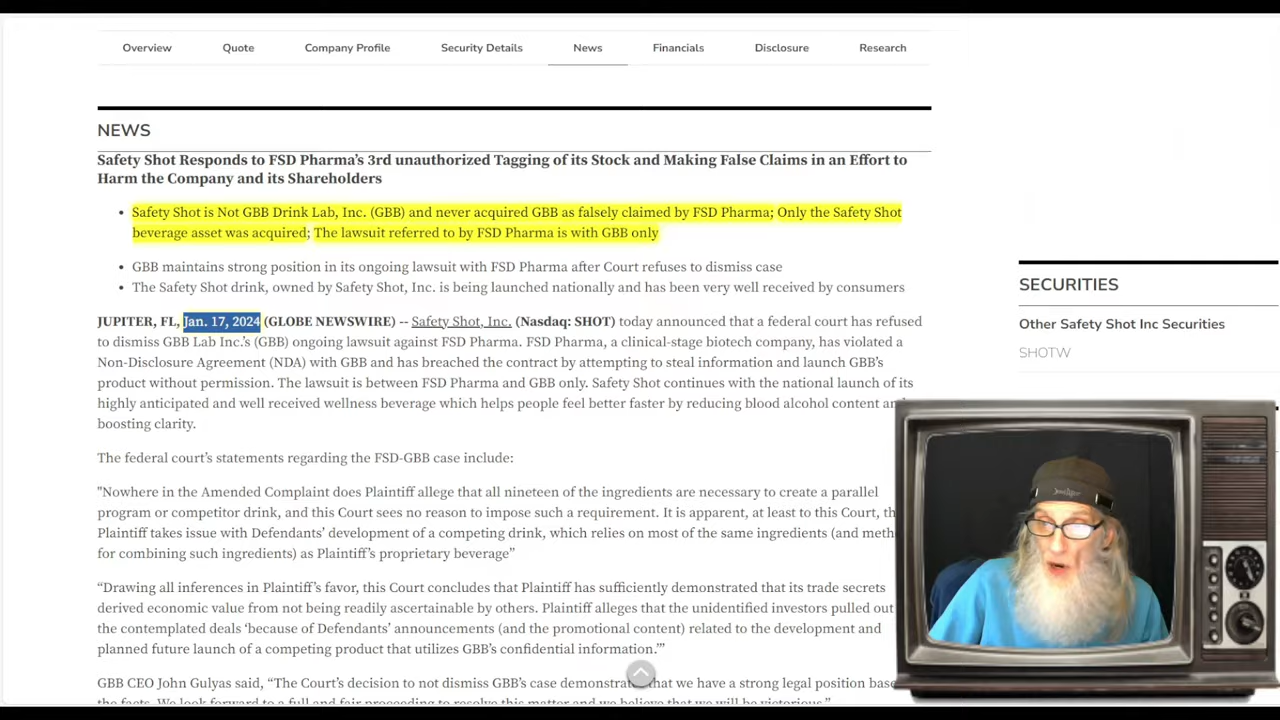 Overview Quote Company Profile Security Details News Financials Disclosure Research
NEWS
Safety Shot Responds to FSD Pharma's 3rd unauthorized Tagging of its Stock and Making False Claims in an Effort to
Harm the Company and its Shareholders
• Safety Shot is Not GBB Drink Lab, Inc. (GBB) and never acquired GBB as falsely claimed by FSD Pharma; Only the Safety Shot
beverage asset was acquired; The lawsuit referred to by FSD Pharma is with GBB only
• GBB maintains strong position in its ongoing lawsuit with FSD Pharma after Court refuses to dismiss case
• The Safety Shot drink, owned by Safety Shot, Inc. is being launched nationally and has been very well received by consumers
JUPITER, FL, Jan. 17, 2024 (GLOBE NEWSWIRE) -- Safety Shot, Inc. (Nasdaq: SHOT) today announced that a federal court has refused
to dismiss GBB Lab Inc.'s (GBB) ongoing lawsuit against FSD Pharma. FSD Pharma, a clinical-stage biotech company, has violated a
Non-Disclosure Agreement (NDA) with GBB and has breached the contract by attempting to steal information and launch GBB's
product without permission. The lawsuit is between FSD Pharma and GBB only. Safety Shot continues with the national launch of its
highly anticipated and well received wellness beverage which helps people feel better faster by reducing blood alcohol content and
boosting clarity.
The federal court's statements regarding the FSD-GBB case include:
"Nowhere in the Amended Complaint does Plaintiff allege that all nineteen of the ingredients are necessary to create a parallel
program or competitor drink, and this Court sees no reason to impose such a requirement. It is apparent, at least to this Court, th
Plaintiff takes issue with Defendants' development of a competing drink, which relies on most of the same ingredients (and meth
for combining such ingredients) as Plaintiff's proprietary beverage”
“Drawing all inferences in Plaintiff's favor, this Court concludes that Plaintiff has sufficiently demonstrated that its trade secrets
derived economic value from not being readily ascertainable by others. Plaintiff alleges that the unidentified investors pulled out
the contemplated deals ‘because of Defendants’ announcements (and the promotional content) related to the development and
planned future launch of a competing product that utilizes GBB's confidential information.’”
GBB CEO John Gulyas said, “The Court's decision to not dismiss GBB's case demonstrat that we have a strong legal position base
the facts. We look forward to a full and fair proceeding to resolve this matter and we believe that we will be victorious.”
SECURITIES
Other Safety Shot Inc Securities
SHOTW